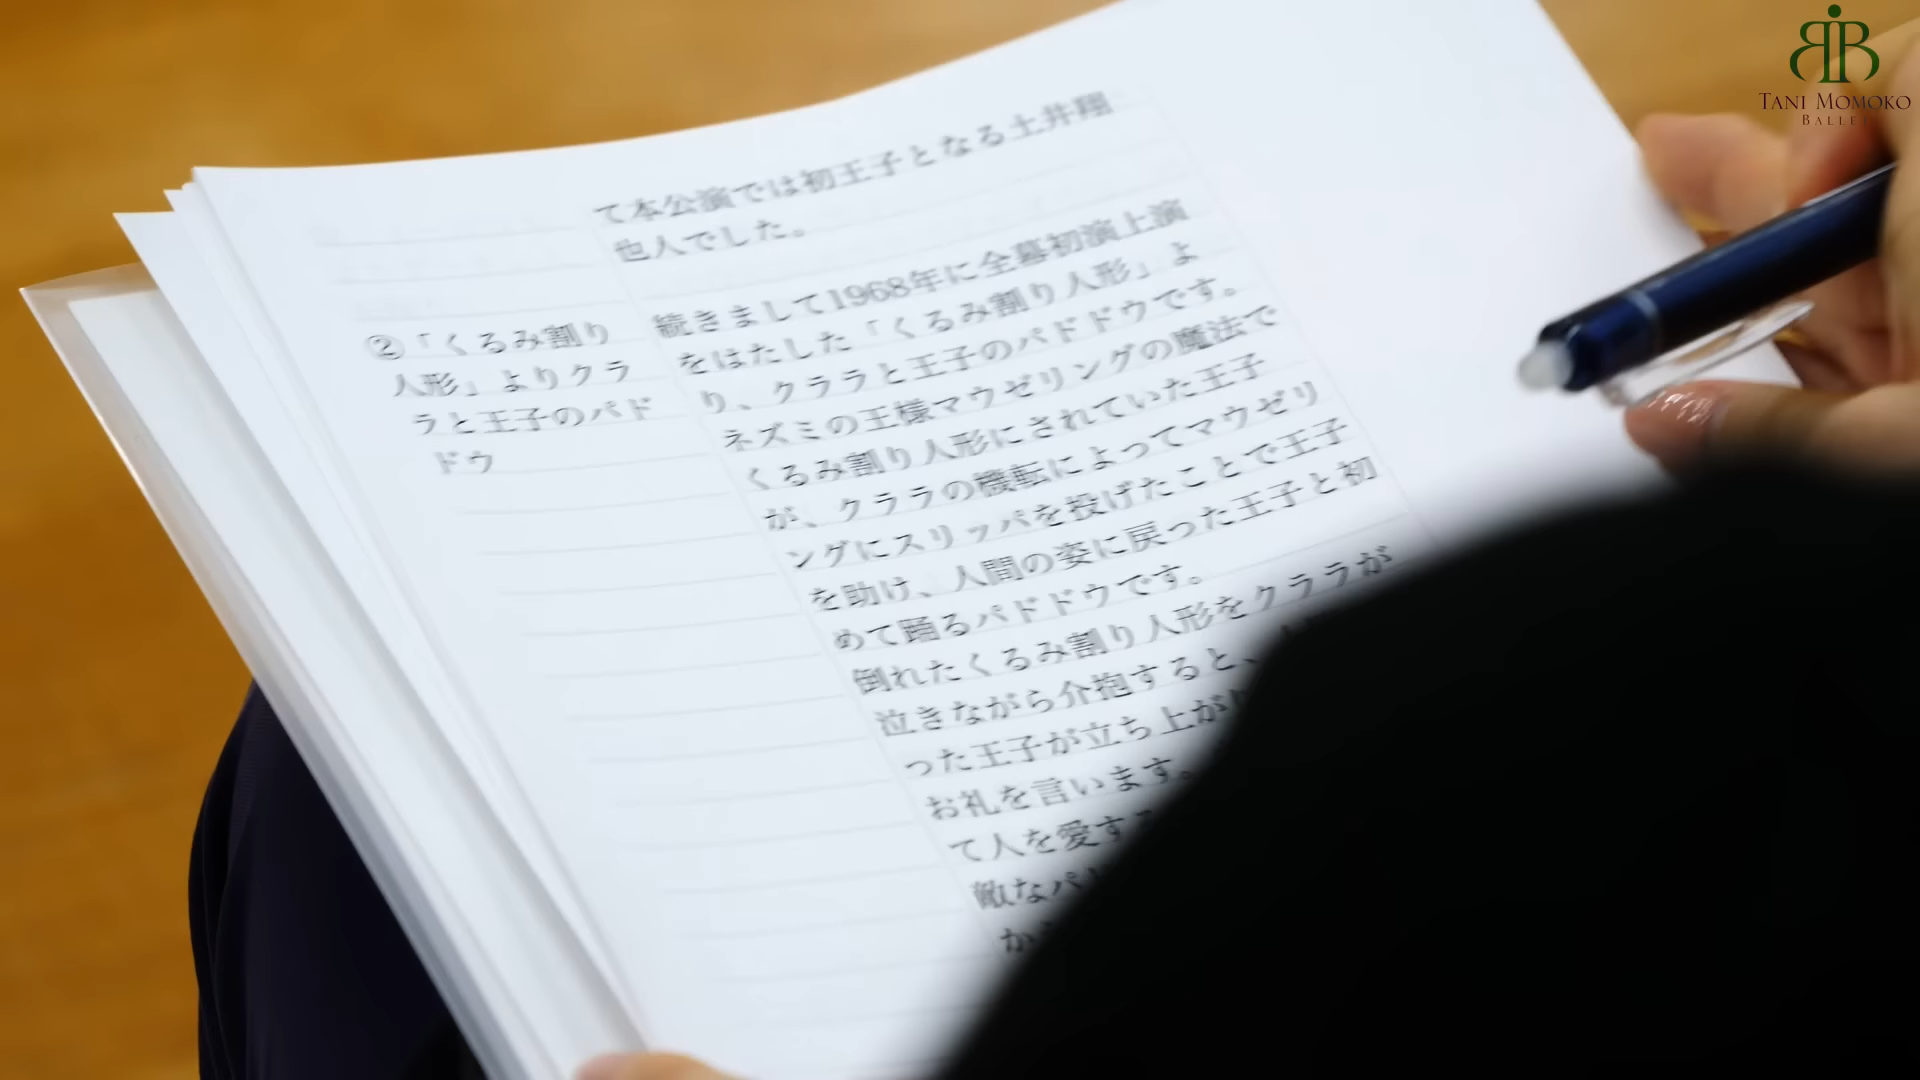 TANI MOMOKO
BALLET
て本公演では初王子となる土井翔
也人でした。
②「くるみ割り
人形」よりクラ
ラと王子のパド
ドウ
続きまして1968年に全幕初演上演
をはたした「くるみ割り人形」よ
り、クララと王子のパドドウです。
ネズミの王様マウゼリングの魔法で
くるみ割り人形にされていた王子
が、クララの機転によってマウゼリ
ングにスリッパを投げたことで王子
を助け、人間の姿に戻った王子と初
めて踊るパドドウです。
倒れたくるみ割り人形をクララが
泣きながら介抱すると、
った王子が立ち上が
お礼を言います。
て人を愛す
敵なパ
か